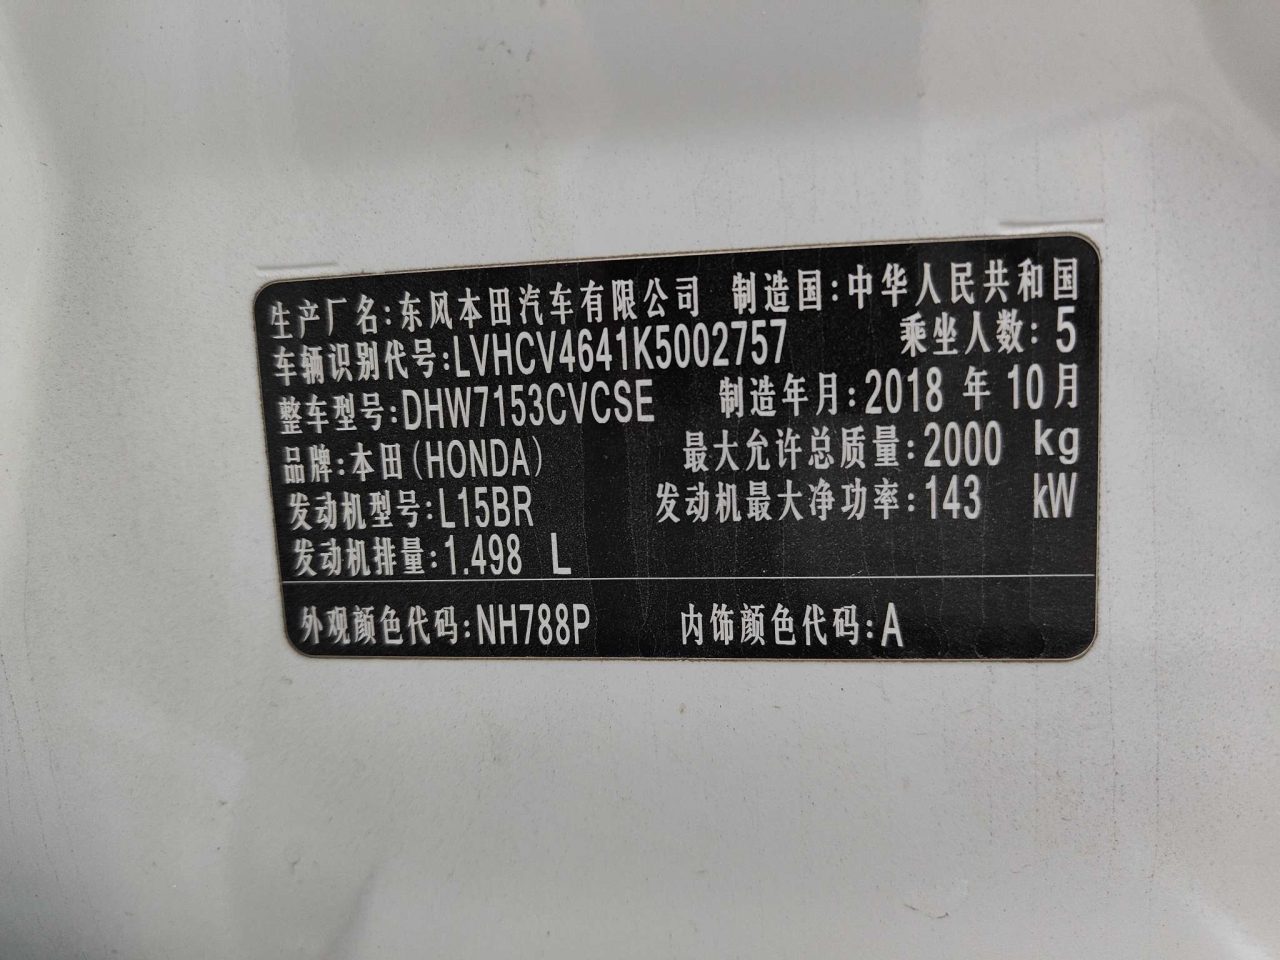 生产厂名:东风本田汽车有限公司 制造国:中华人民共和国
车辆识别代号:LVHCV4641K5002757 乘坐人数:5
整车型号:DHW7153CVCSE 制造年月:2018 年 10 月
品牌:本田(HONDA) 最大允许总质量:2000 kg
发动机型号:L15BR 发动机最大净功率:143 kW
发动机排量:1.498 L
外观颜色代码:NH788P 内饰颜色代码:A